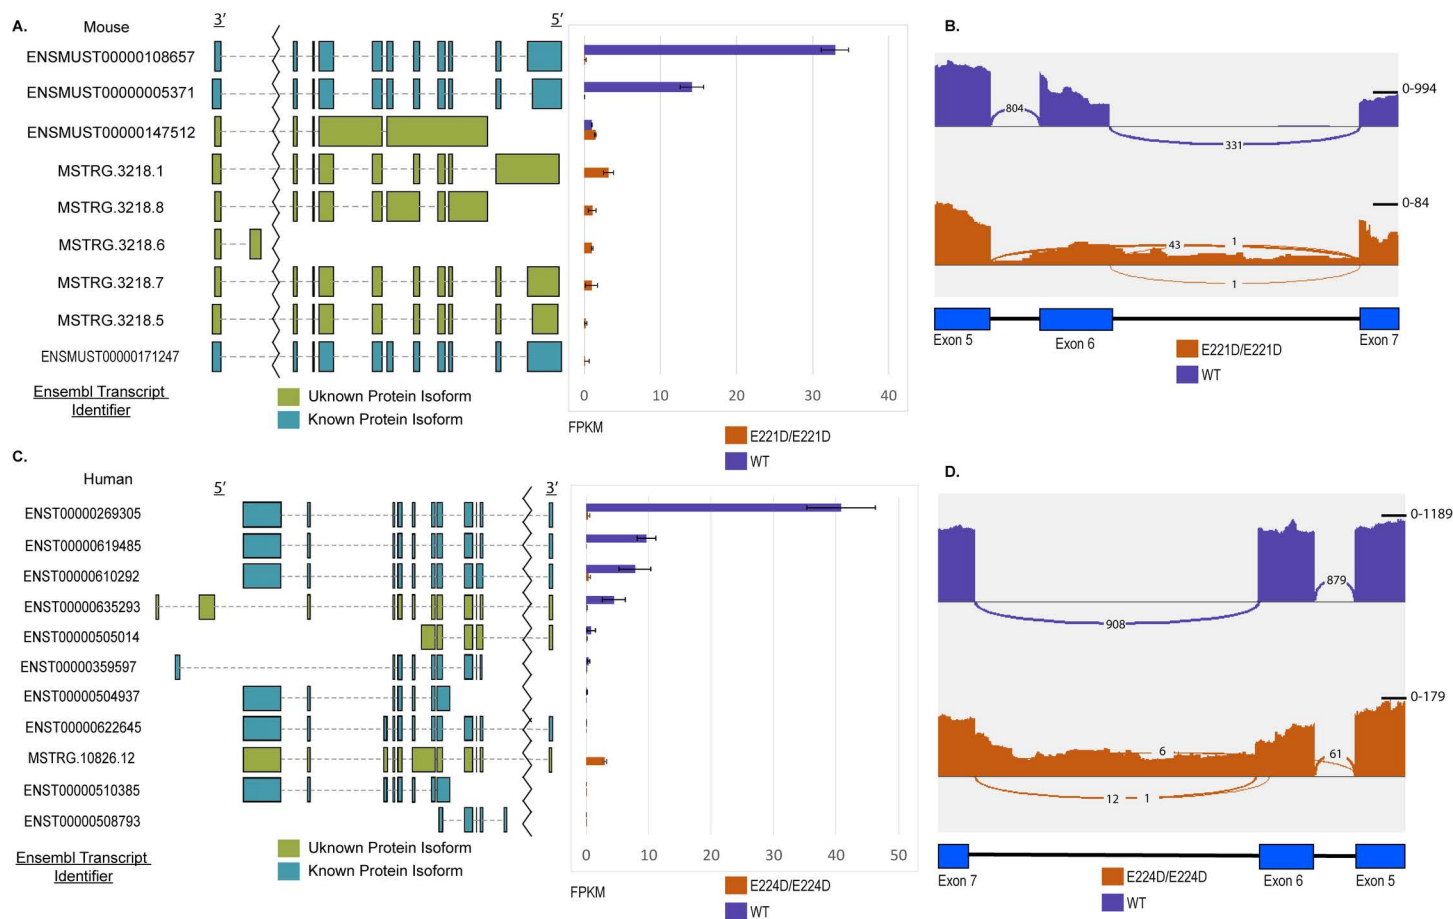 A.
Mouse
3′
5′
ENSMUST00000108657
ENSMUST00000005371
ENSMUST00000147512
MSTRG.3218.1
MSTRG.3218.8
MSTRG.3218.6
MSTRG.3218.7
MSTRG.3218.5
ENSMUST00000171247
Ensembl Transcript
Identifier
Uknown Protein Isoform
Known Protein Isoform
0
10
20
30
40
FPKM
E221D/E221D
WT
B.
0-994
804
331
0-84
43
1
1
Exon 5
Exon 6
Exon 7
E221D/E221D
WT
C.
Human
5′
3′
ENST00000269305
ENST00000619485
ENST00000610292
ENST00000635293
ENST00000505014
ENST00000359597
ENST00000504937
ENST00000622645
MSTRG.10826.12
ENST00000510385
ENST00000508793
Ensembl Transcript
Identifier
Uknown Protein Isoform
Known Protein Isoform
0
10
20
30
40
50
FPKM
E224D/E224D
WT
D.
0-1189
879
908
0-179
6
61
12
1
Exon 7
Exon 6
Exon 5
E224D/E224D
WT